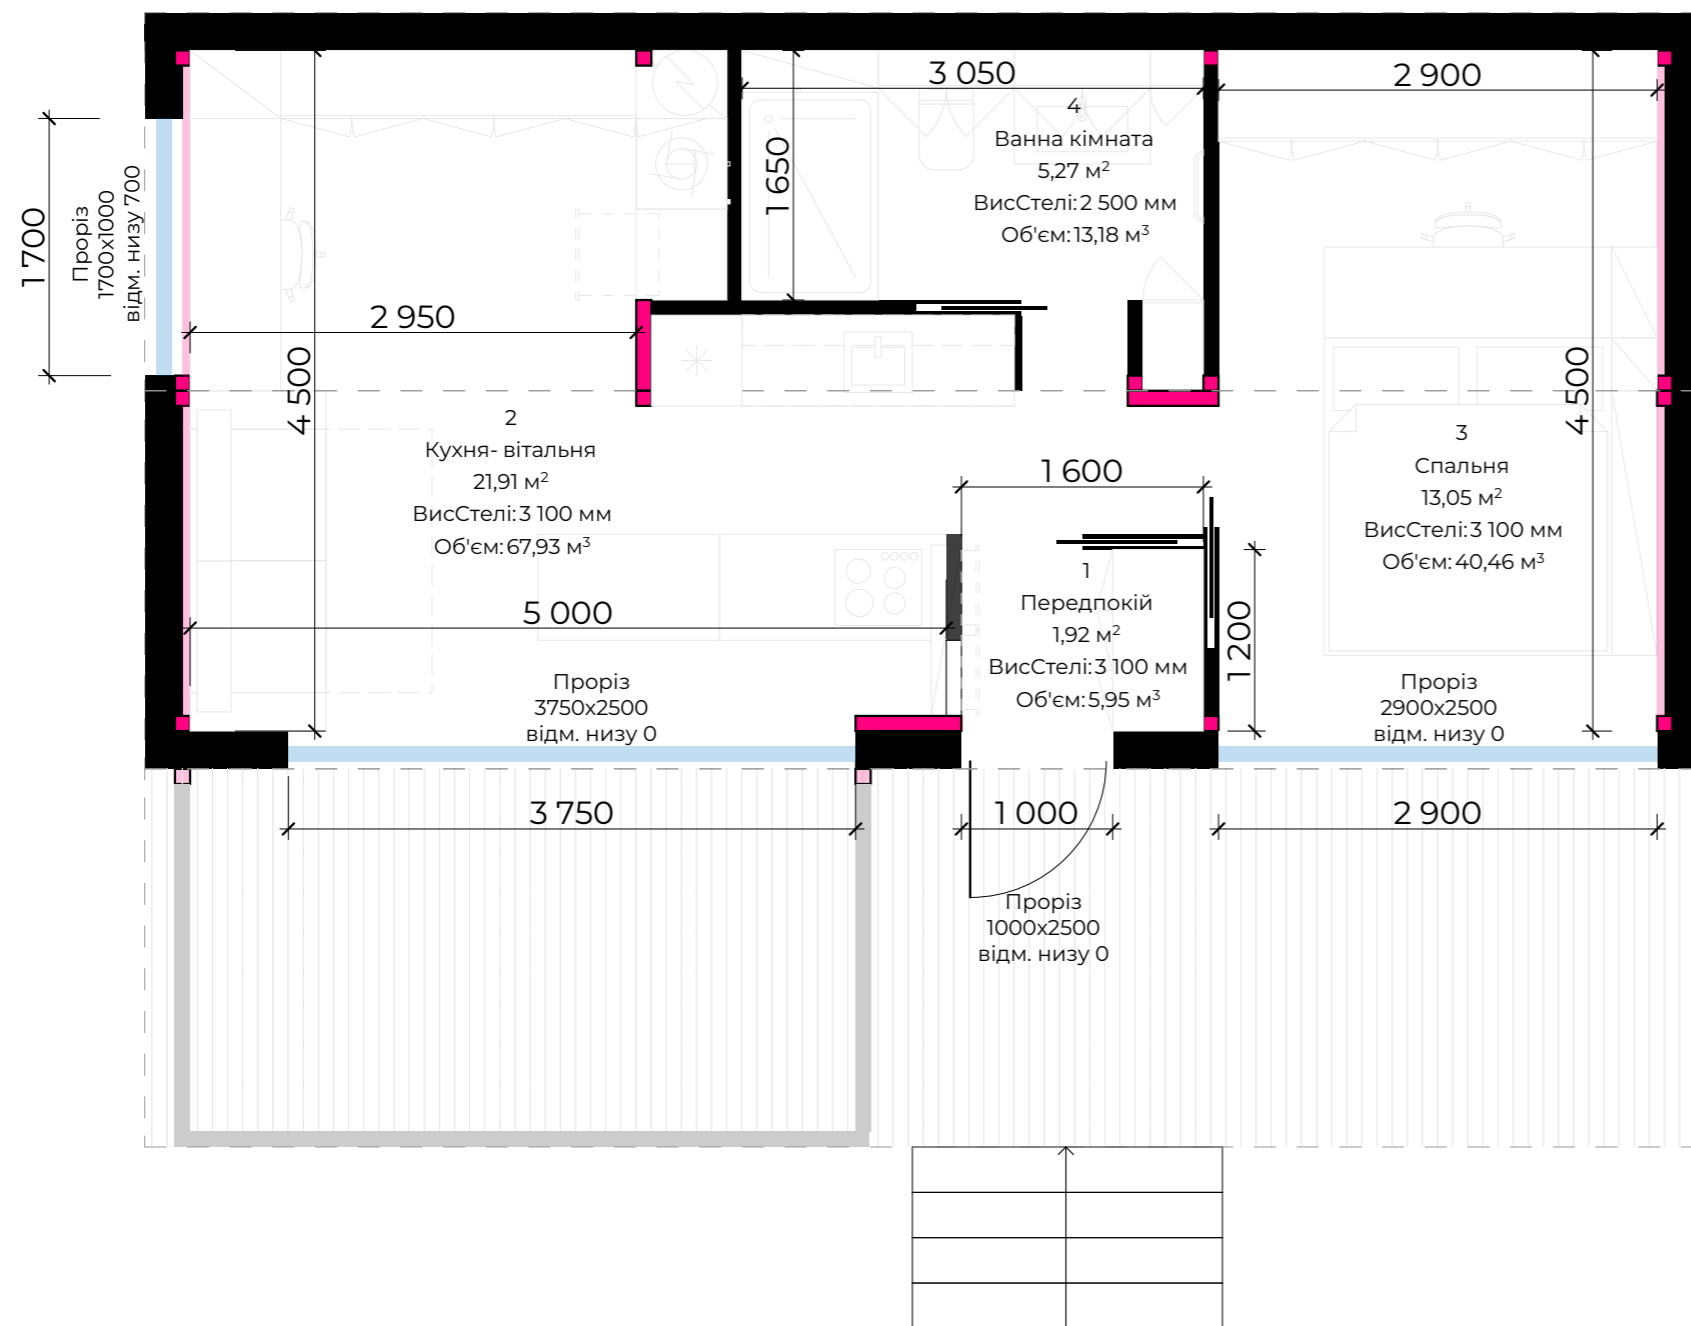 3 050
2 900
4
Ванна кімната
5,27 м²
ВисСтелі: 2 500 мм
Об'єм: 13,18 м³
1 650
1 700
Проріз
1700x1000
відм. низу 700
2 950
4 500
2
Кухня- вітальня
21,91 м²
ВисСтелі: 3 100 мм
Об'єм: 67,93 м³
4 500
3
Спальня
13,05 м²
ВисСтелі: 3 100 мм
Об'єм: 40,46 м³
1 600
1
Передпокій
1,92 м²
ВисСтелі: 3 100 мм
Об'єм: 5,95 м³
1 200
5 000
Проріз
3750x2500
відм. низу 0
Проріз
2900x2500
відм. низу 0
3 750
1 000
2 900
Проріз
1000x2500
відм. низу 0